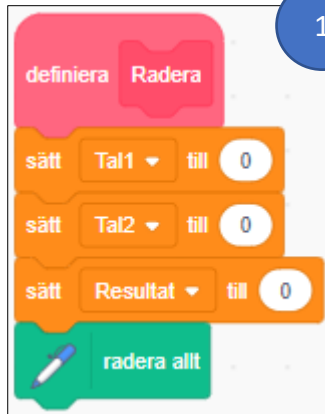 1
definiera Radera
sätt Tal1 till 0
sätt Tal2 till 0
sätt Resultat till 0
radera allt